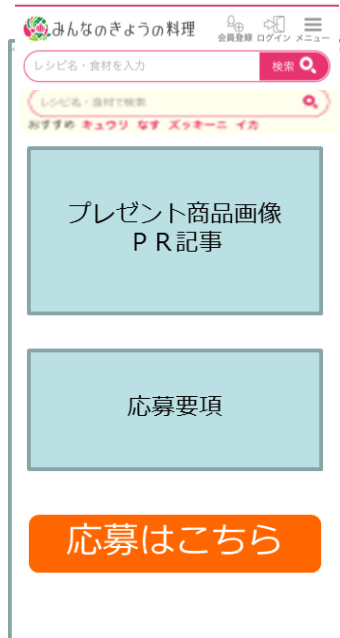 みんなのきょうの料理
会員登録 ログイン メニュー
レシピ名・食材を入力
検索
レシピ名・食材で検索
おすすめ キュウリ なす ズッキーニ イカ
プレゼント商品画像
ＰＲ記事
応募要項
応募はこちら